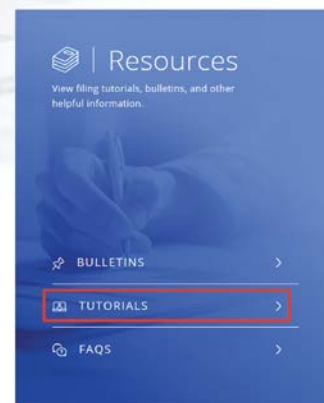 Resources
View filing tutorials, bulletins, and other
helpful information.
BULLETINS
TUTORIALS
FAQS